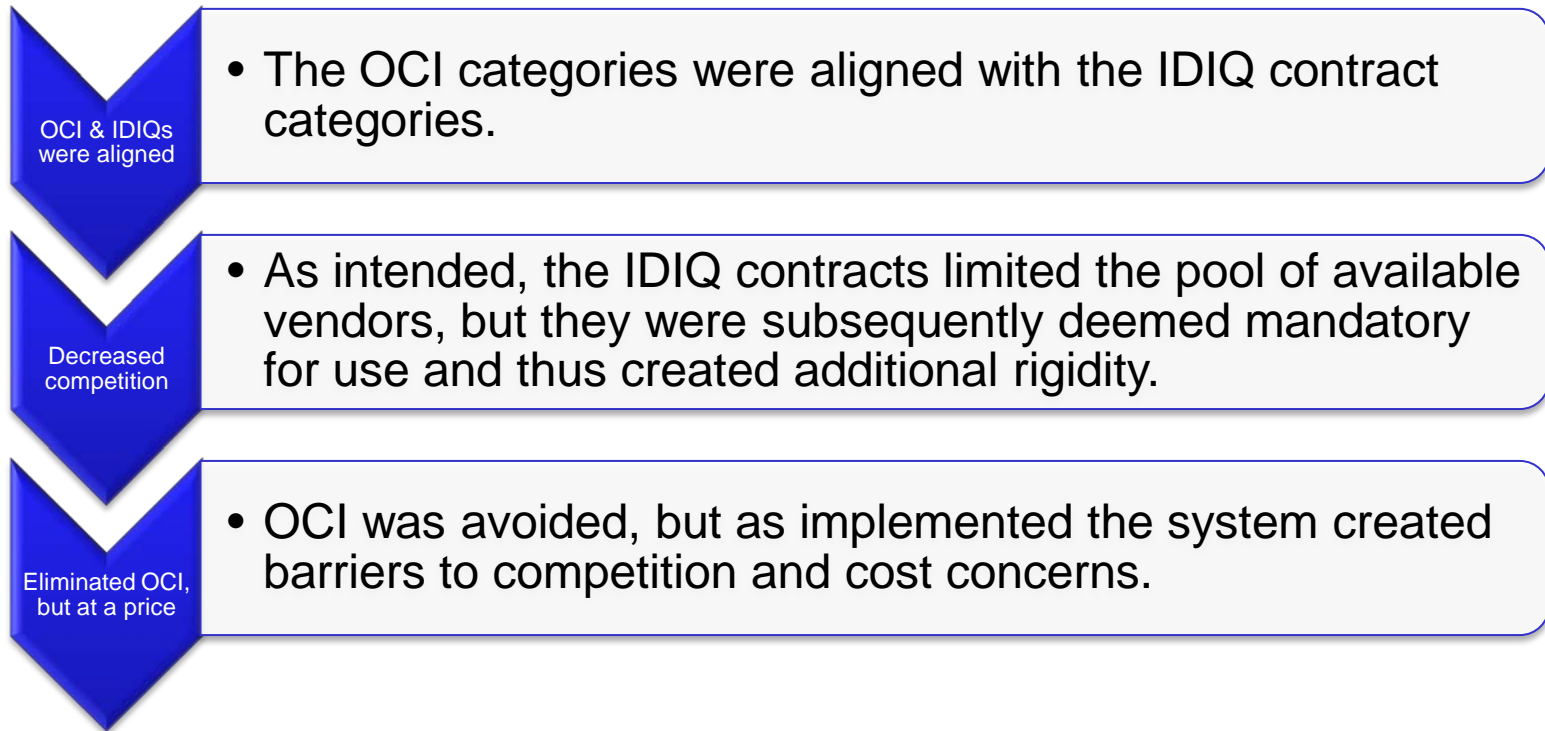 OCI & IDIQs
were aligned
• The OCI categories were aligned with the IDIQ contract
categories.
Decreased
competition
• As intended, the IDIQ contracts limited the pool of available
vendors, but they were subsequently deemed mandatory
for use and thus created additional rigidity.
Eliminated OCI,
but at a price
• OCI was avoided, but as implemented the system created
barriers to competition and cost concerns.